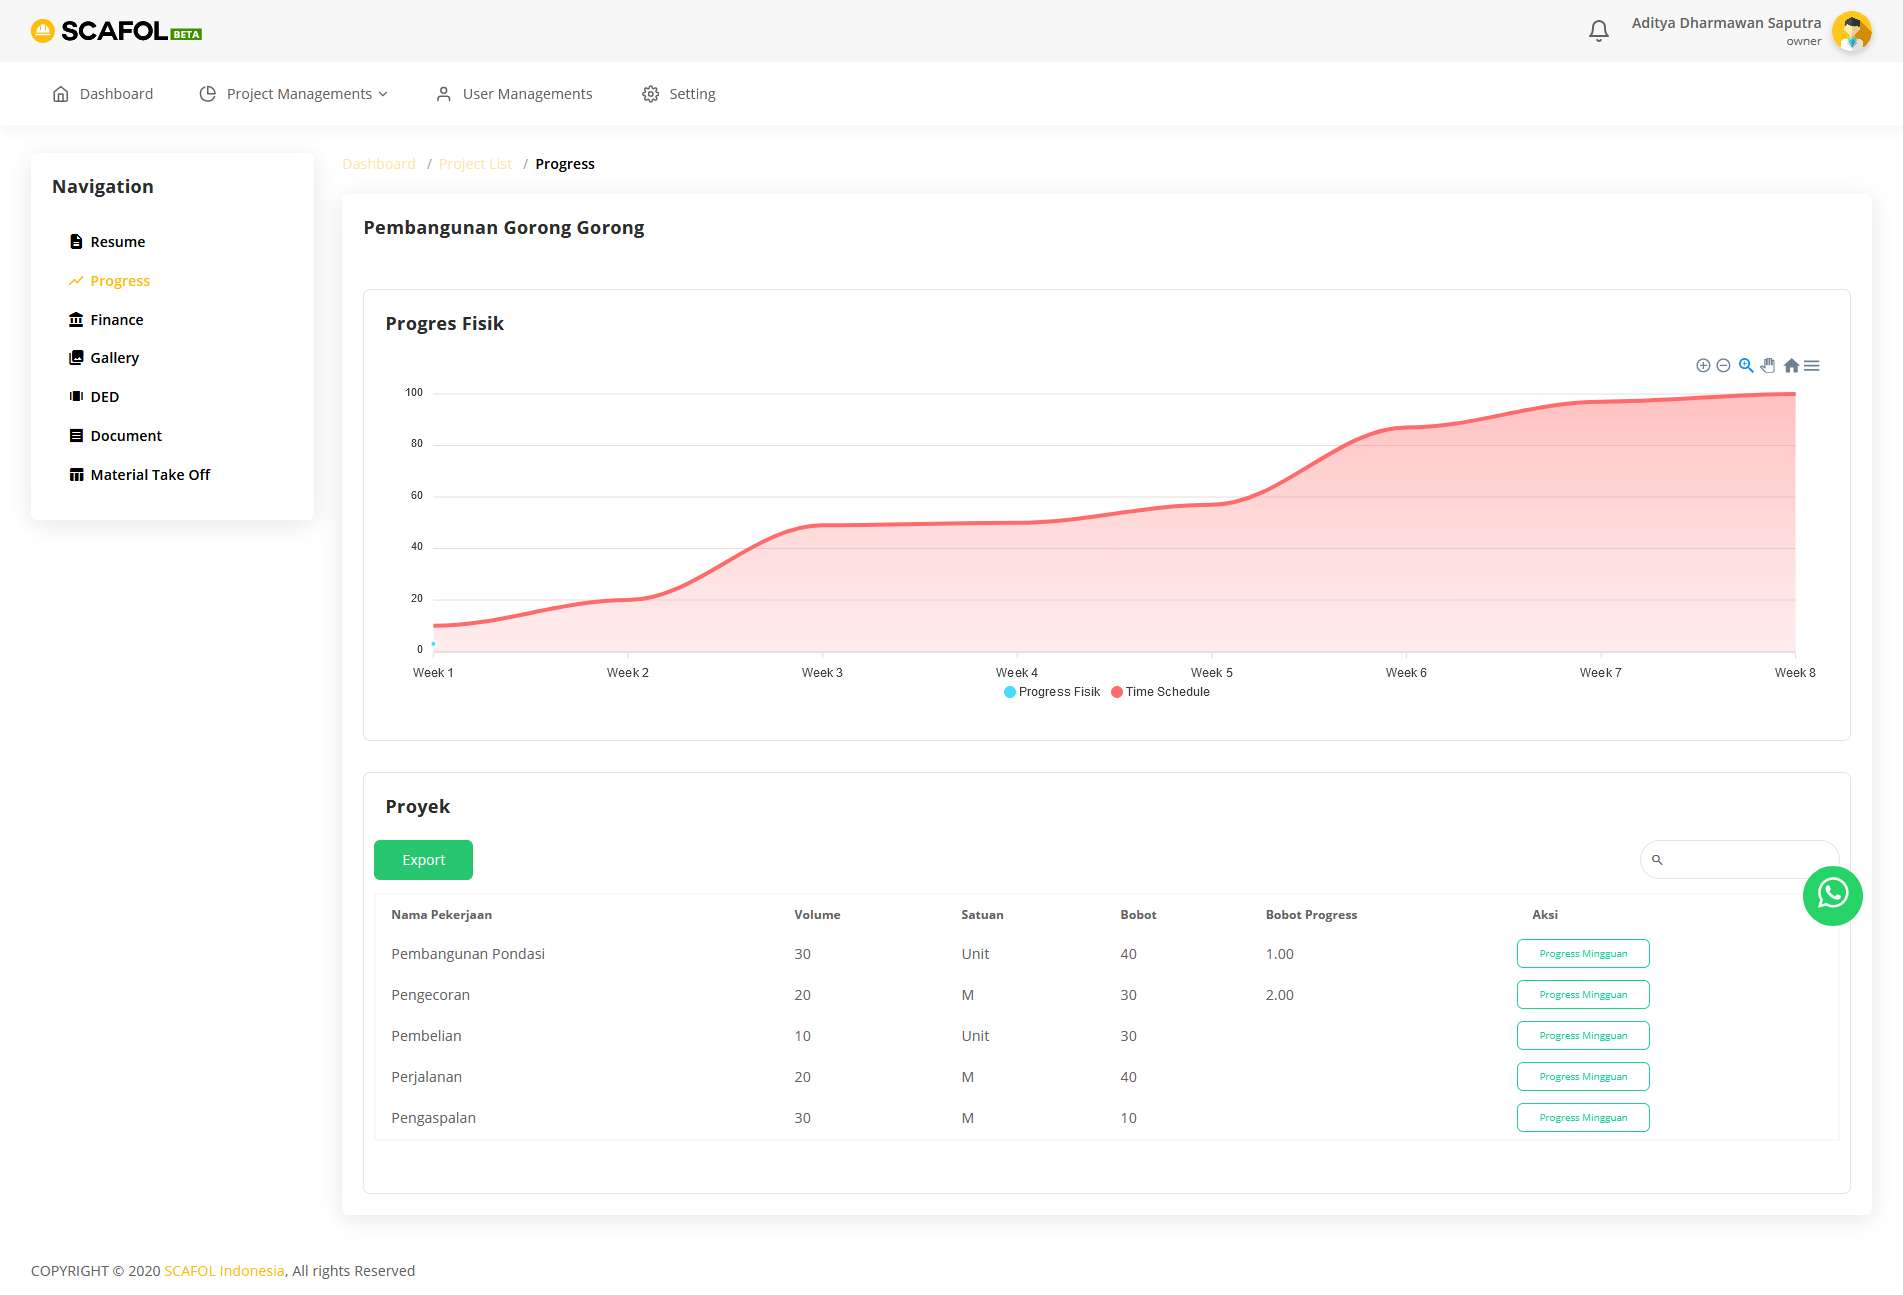 SCAFOL BETA
Aditya Dharmawan Saputra
owner
Dashboard Project Managements User Managements Setting
Navigation
Resume
Progress
Finance
Gallery
DED
Document
Material Take Off
Dashboard / Project List / Progress
Pembangunan Gorong Gorong
Progres Fisik
100
80
60
40
20
0
Week 1 Week 2 Week 3 Week 4 Week 5 Week 6 Week 7 Week 8
Progress Fisik Time Schedule
Proyek
Export
Nama Pekerjaan Volume Satuan Bobot Bobot Progress Aksi
Pembangunan Pondasi 30 Unit 40 1.00 Progress Mingguan
Pengecoran 20 M 30 2.00 Progress Mingguan
Pembelian 10 Unit 30 Progress Mingguan
Perjalanan 20 M 40 Progress Mingguan
Pengaspalan 30 M 10 Progress Mingguan
COPYRIGHT © 2020 SCAFOL Indonesia, All rights Reserved